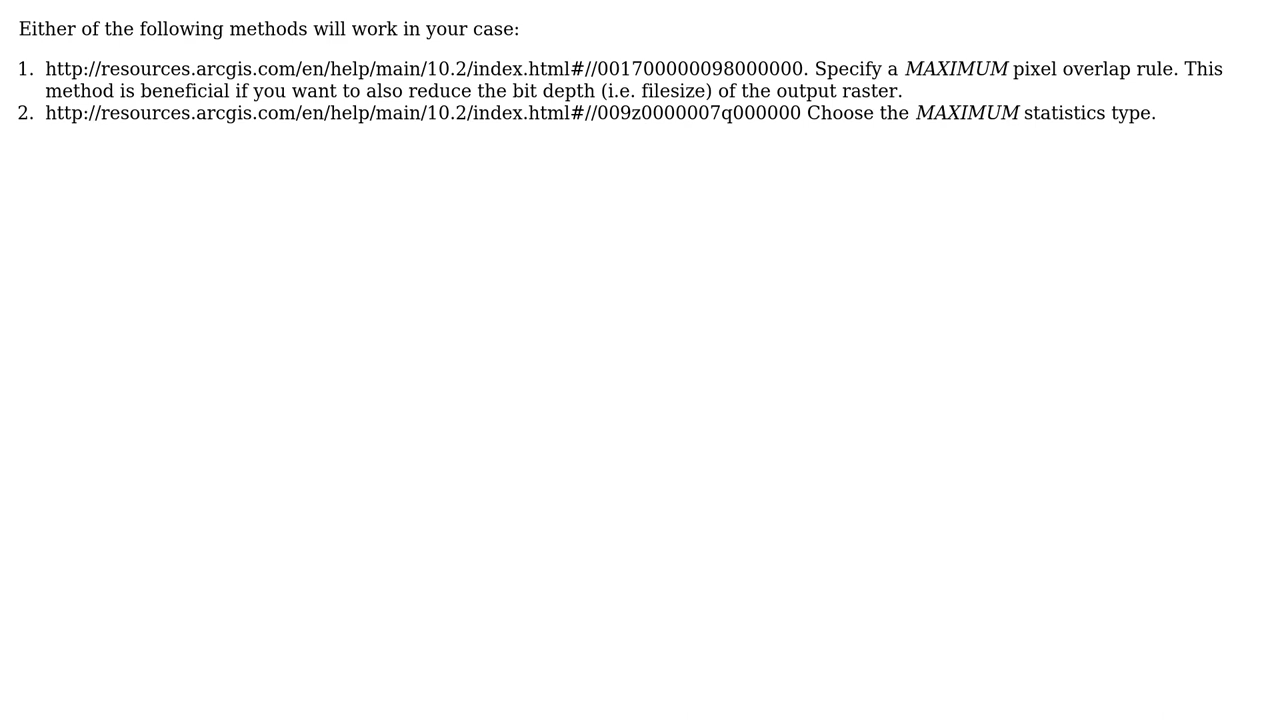 Either of the following methods will work in your case:
1. http://resources.arcgis.com/en/help/main/10.2/index.html#//001700000098000000. Specify a MAXIMUM pixel overlap rule. This
method is beneficial if you want to also reduce the bit depth (i.e. filesize) of the output raster.
2. http://resources.arcgis.com/en/help/main/10.2/index.html#//009z0000007q000000 Choose the MAXIMUM statistics type.